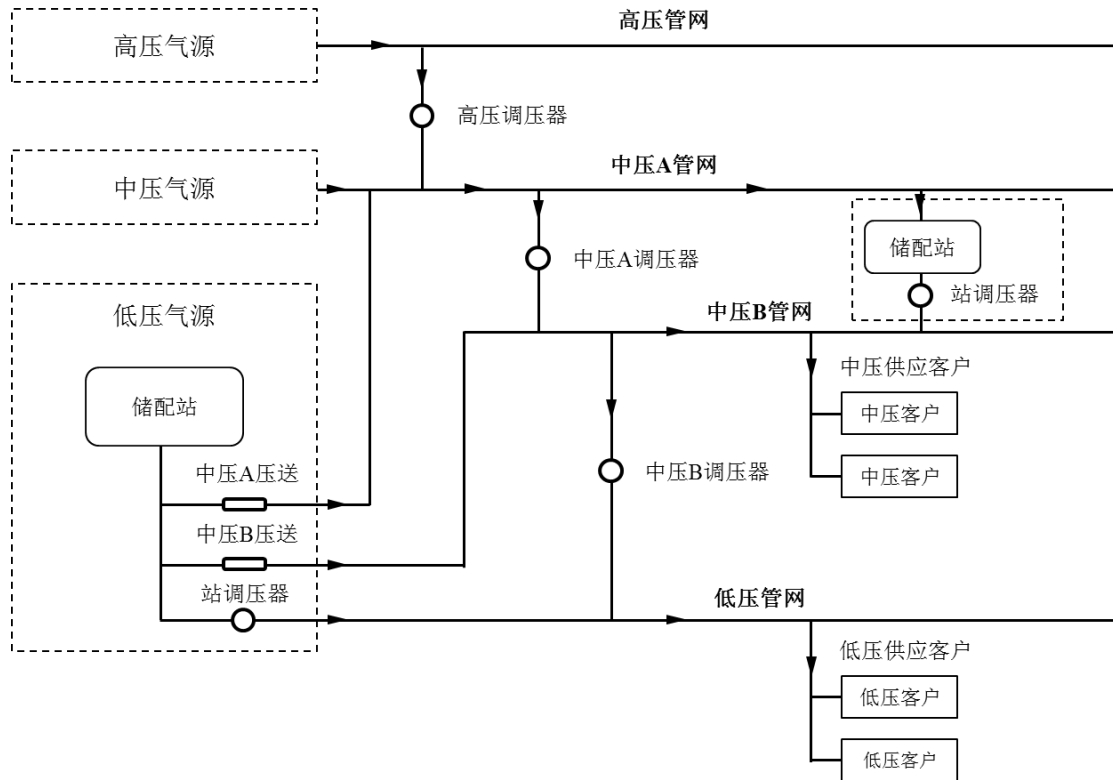 高压管网
高压气源
高压调压器
中压A管网
中压气源
储配站
中压A调压器
站调压器
低压气源
中压B管网
中压供应客户
储配站
中压客户
中压A压送
中压B调压器
中压客户
中压B压送
站调压器
低压管网
低压供应客户
低压客户
低压客户